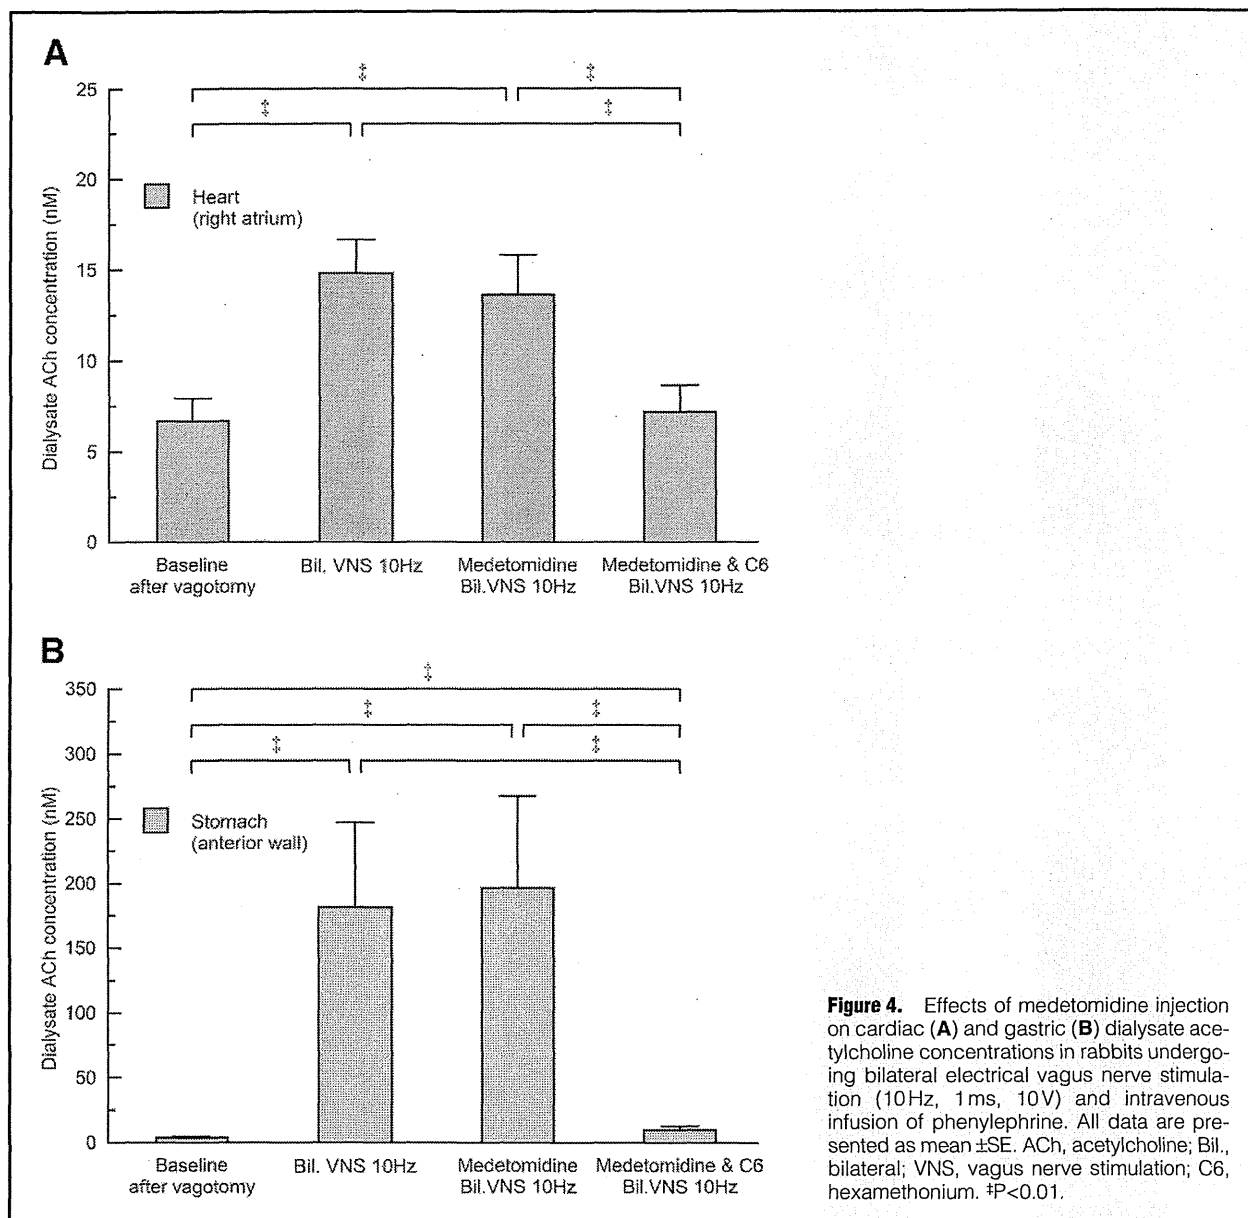 A
‡ ‡
‡ ‡
25
20
15
10
5
0
Dialysate ACh concentration (nM)
Heart
(right atrium)
Baseline
after vagotomy
Bil. VNS 10Hz
Medetomidine
Bil.VNS 10Hz
Medetomidine & C6
Bil.VNS 10Hz
B
‡
‡ ‡
‡ ‡
350
300
250
200
150
100
50
0
Dialysate ACh concentration (nM)
Stomach
(anterior wall)
Baseline
after vagotomy
Bil. VNS 10Hz
Medetomidine
Bil.VNS 10Hz
Medetomidine & C6
Bil.VNS 10Hz
Figure 4. Effects of medetomidine injection
on cardiac (A) and gastric (B) dialysate ace-
tylcholine concentrations in rabbits undergo-
ing bilateral electrical vagus nerve stimula-
tion (10Hz, 1ms, 10V) and intravenous
infusion of phenylephrine. All data are pre-
sented as mean ±SE. ACh, acetylcholine; Bil.,
bilateral; VNS, vagus nerve stimulation; C6,
hexamethonium. ‡P<0.01.